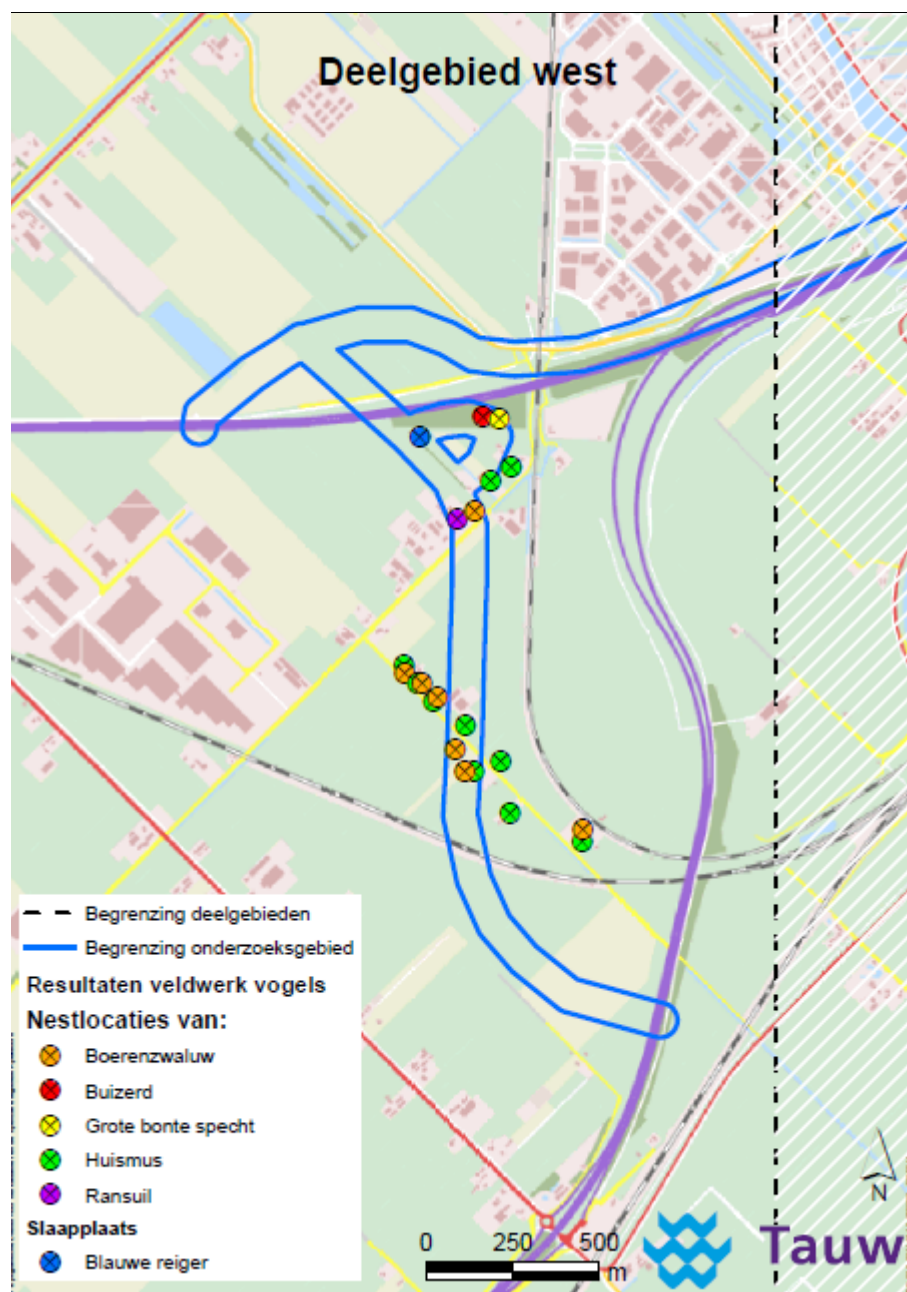 Deelgebied west
Begrenzing deelgebieden
Begrenzing onderzoeksgebied
Resultaten veldwerk vogels
Nestlocaties van:
Boerenzwaluw
Buizerd
Grote bonte specht
Huismus
Ransuil
Slaapplaats
Blauwe reiger
0 250 500
m
N
Tauw